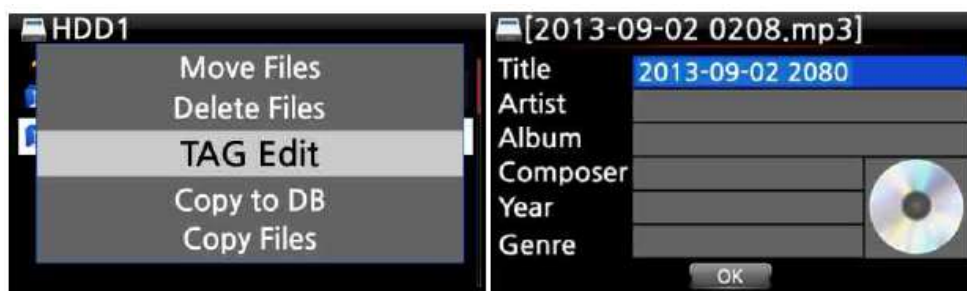 HDD1
Move Files
Delete Files
TAG Edit
Copy to DB
Copy Files
[2013-09-02 0208.mp3]
Title 2013-09-02 2080
Artist
Album
Composer
Year
Genre
OK